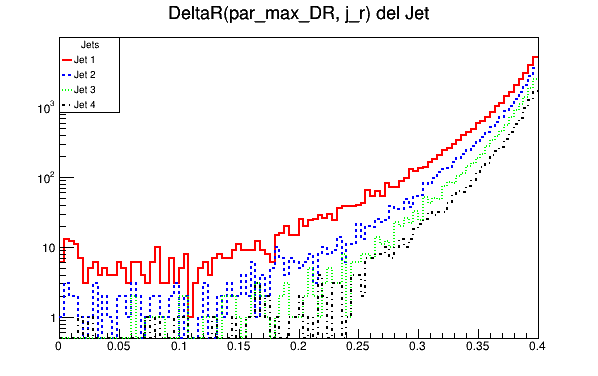 DeltaR(par_max_DR, j_r) del Jet
Jets
Jet 1
Jet 2
Jet 3
Jet 4
10³
10²
10
1
0 0.05 0.1 0.15 0.2 0.25 0.3 0.35 0.4